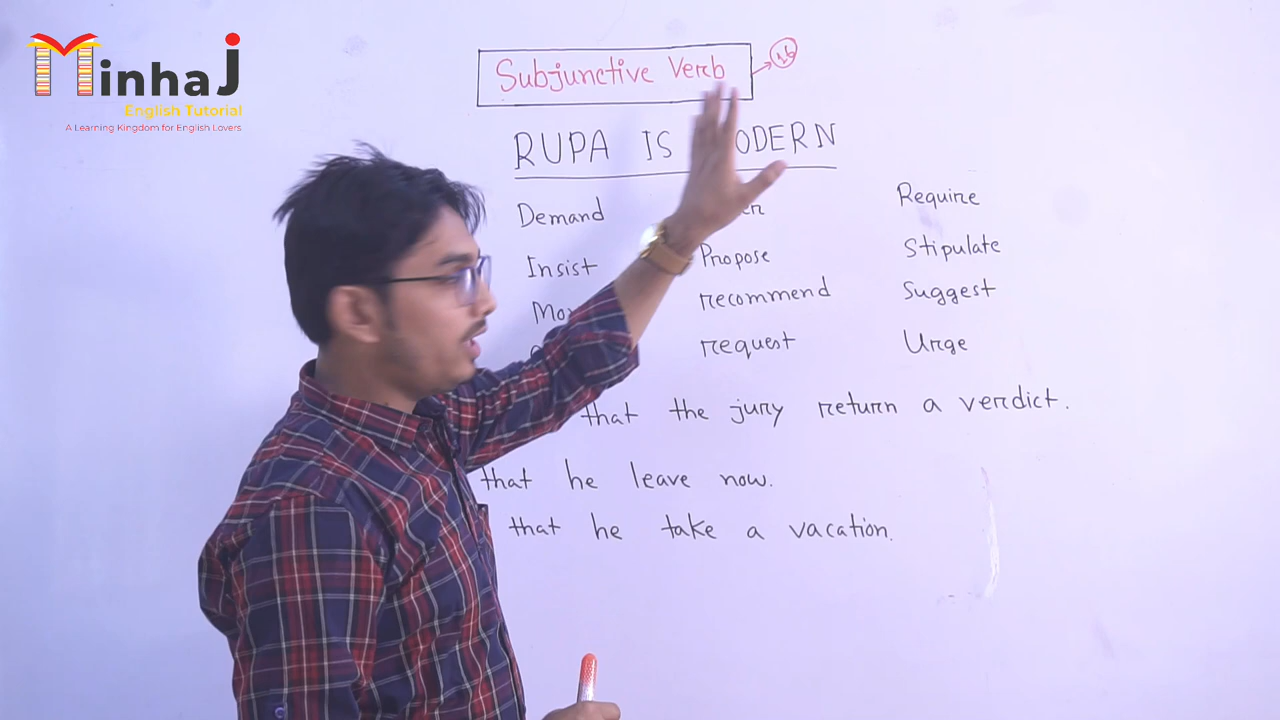 MinhaJ
English Tutorial
A Learning Kingdom for English Lovers
Subjunctive Verb
RUPA IS MODERN
Demand Require
Insist Propose Stipulate
recommend Suggest
request Urge
that the jury return a verdict.
that he leave now.
that he take a vacation.